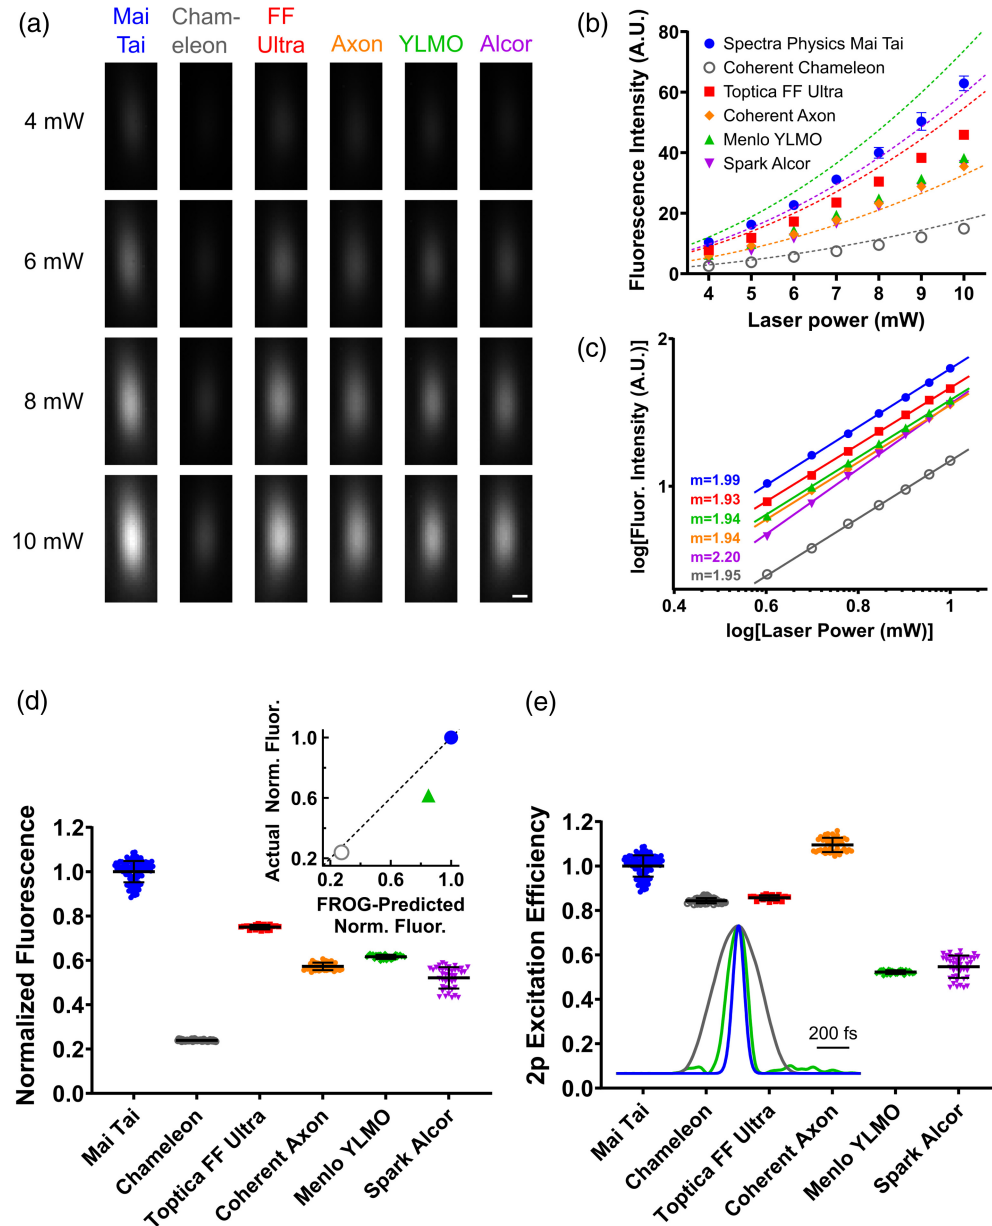 (a)
Mai
Tai
Cham-
eleon
FF
Ultra
Axon
YLMO
Alcor
4 mW
6 mW
8 mW
10 mW
(b)
Fluorescence Intensity (A.U.)
80
60
40
20
0
Spectra Physics Mai Tai
Coherent Chameleon
Toptica FF Ultra
Coherent Axon
Menlo YLMO
Spark Alcor
4 5 6 7 8 9 10
Laser power (mW)
(c)
log[Fluor. Intensity (A.U.)]
2
1
m=1.99
m=1.93
m=1.94
m=1.94
m=2.20
m=1.95
0.4 0.6 0.8 1
log[Laser Power (mW)]
(d)
Normalized Fluorescence
1.2
1.0
0.8
0.6
0.4
0.2
0.0
Mai Tai
Chameleon
Toptica FF Ultra
Coherent Axon
Menlo YLMO
Spark Alcor
Actual Norm. Fluor.
1.0
0.6
0.2
0.2 0.6 1.0
FROG-Predicted
Norm. Fluor.
(e)
2p Excitation Efficiency
1.2
1.0
0.8
0.6
0.4
0.2
0.0
200 fs
Mai Tai
Chameleon
Toptica FF Ultra
Coherent Axon
Menlo YLMO
Spark Alcor